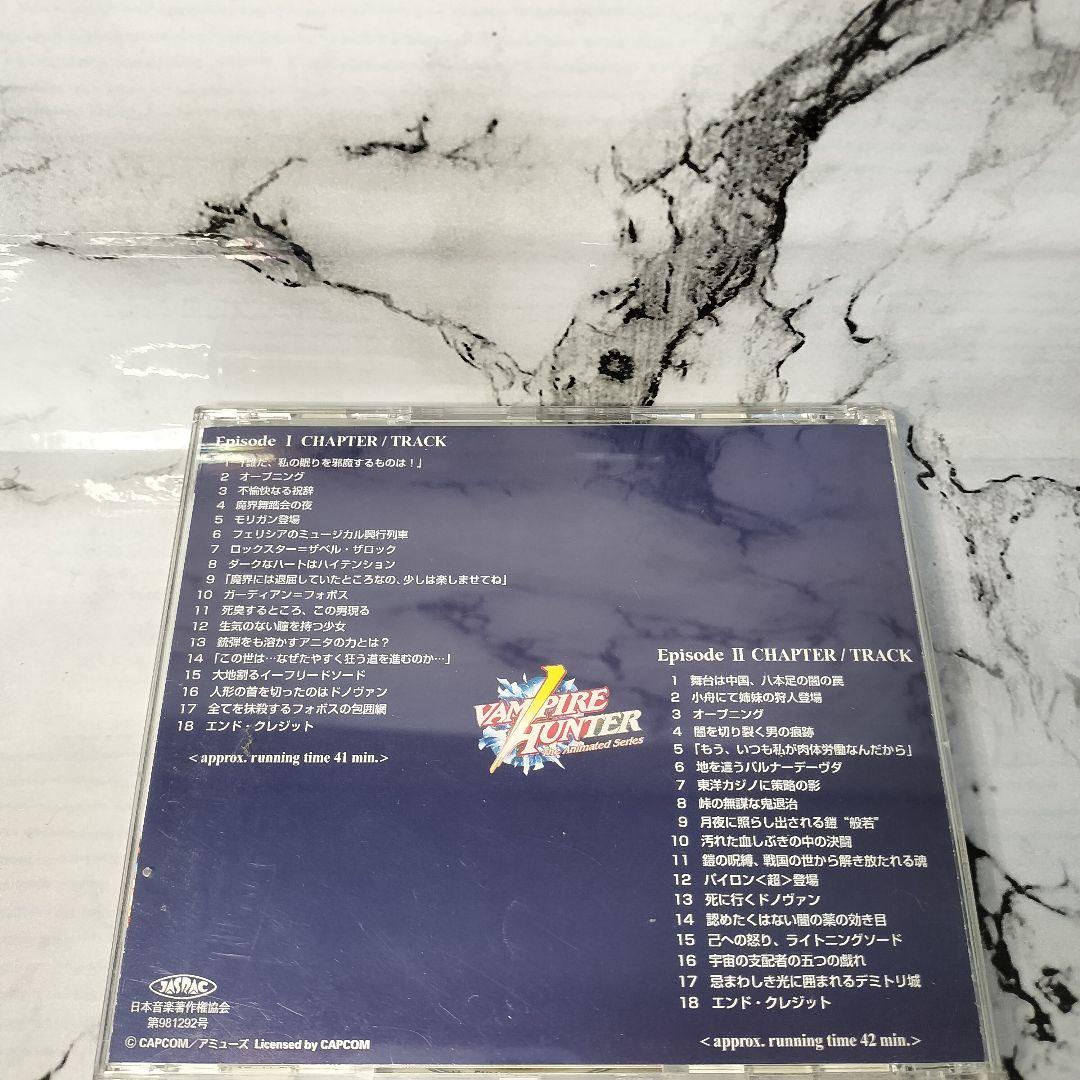 Episode I CHAPTER / TRACK
1 「誰だ、私の眠りを邪魔するものは！」
2 オープニング
3 不愉快なる祝辞
4 魔界舞踏会の夜
5 モリガン登場
6 フェリシアのミュージカル興行列車
7 ロックスター＝ザベル・ザロック
8 ダークなハートはハイテンション
9 「魔界には退屈していたところなの、少しは楽しませてね」
10 ガーディアン＝フォボス
11 死臭するところ、この男現る
12 生気のない瞳を持つ少女
13 銃弾をも溶かすアニタの力とは？
14 「この世は…なぜたやすく狂う道を進むのか…」
15 大地割るイーフリードソード
16 人形の首を切ったのはドノヴァン
17 全てを抹殺するフォボスの包囲網
18 エンド・クレジット
< approx. running time 41 min.>
VAMPIRE
HUNTER
The Animated Series
Episode II CHAPTER / TRACK
1 舞台は中国、八本足の闇の罠
2 小舟にて姉妹の狩人登場
3 オープニング
4 闇を切り裂く男の痕跡
5 「もう、いつも私が肉体労働なんだから」
6 地を這うバルナーデーヴダ
7 東洋カジノに策略の影
8 峠の無謀な鬼退治
9 月夜に照らし出される鎧“般若”
10 汚れた血しぶきの中の決闘
11 鎧の呪縛、戦国の世から解き放たれる魂
12 パイロン＜超＞登場
13 死に行くドノヴァン
14 認めたくはない闇の薬の効き目
15 己への怒り、ライトニングソード
16 宇宙の支配者の五つの戯れ
17 忌まわしき光に囲まれるデミトリ城
18 エンド・クレジット
< approx. running time 42 min.>
JASRAC
日本音楽著作権協会
第981292号
© CAPCOM／アミューズ Licensed by CAPCOM